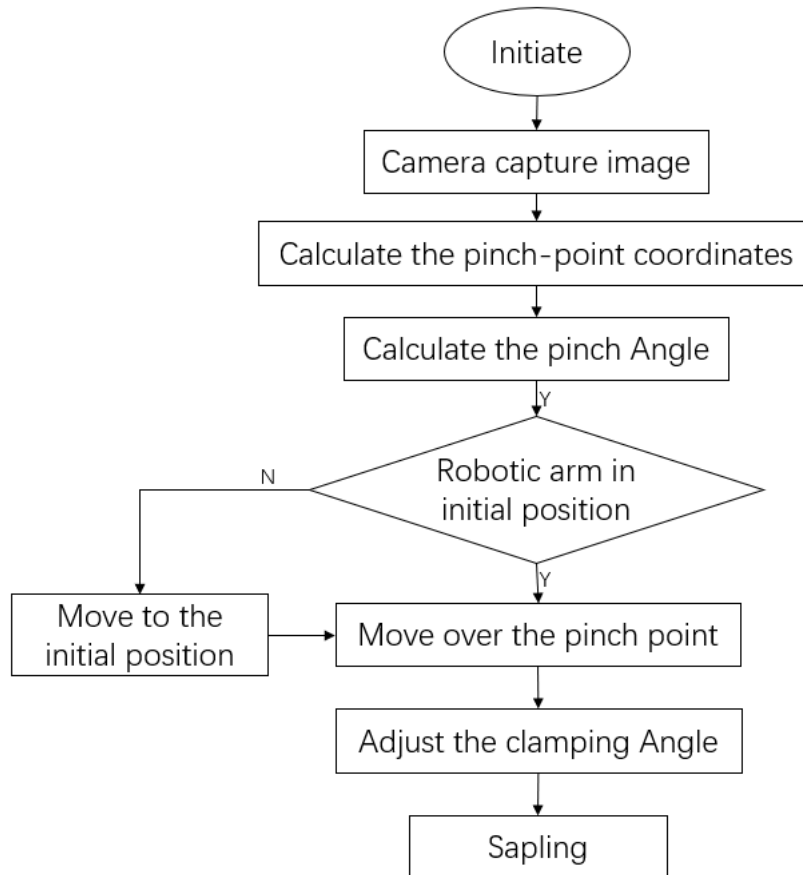 Initiate
Camera capture image
Calculate the pinch-point coordinates
Calculate the pinch Angle
Y
Robotic arm in
initial position
N
Y
Move to the
initial position
Move over the pinch point
Adjust the clamping Angle
Sapling